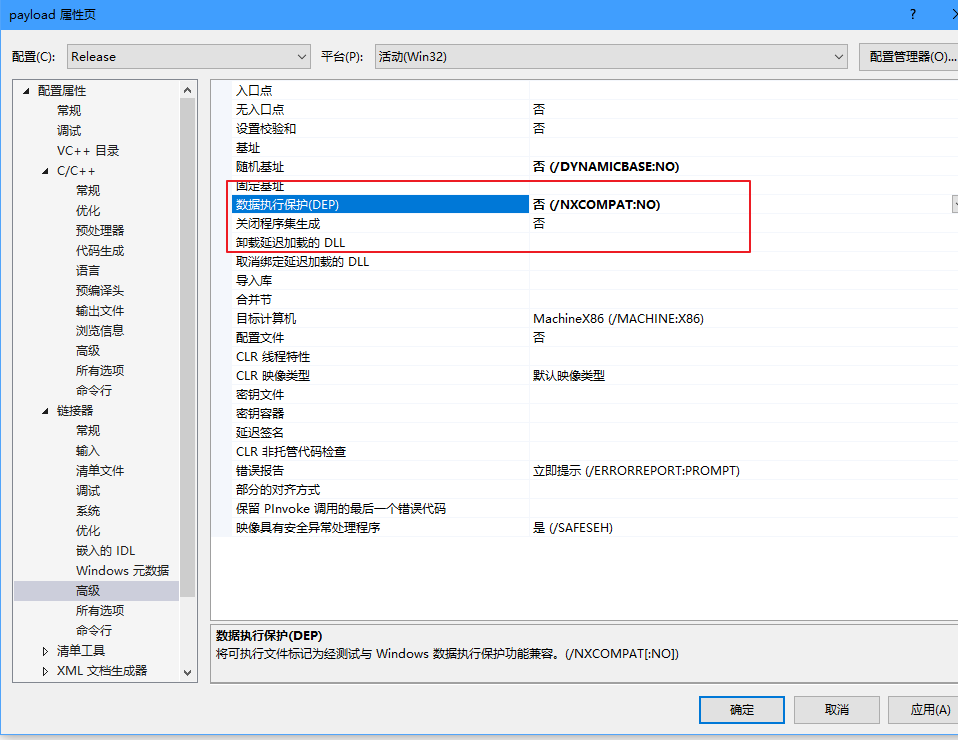 payload 属性页
?
配置(C): Release 平台(P): 活动(Win32) 配置管理器(O)...
配置属性
常规
调试
VC++ 目录
C/C++
常规
优化
预处理器
代码生成
语言
预编译头
输出文件
浏览信息
高级
所有选项
命令行
链接器
常规
输入
清单文件
调试
系统
优化
嵌入的 IDL
Windows 元数据
高级
所有选项
命令行
清单工具
XML 文档生成器
入口点
无入口点 否
设置校验和 否
基址
随机基址 否 (/DYNAMICBASE:NO)
固定基址
数据执行保护(DEP) 否 (/NXCOMPAT:NO)
关闭程序集生成 否
卸载延迟加载的 DLL
取消绑定延迟加载的 DLL
导入库
合并节
目标计算机 MachineX86 (/MACHINE:X86)
配置文件 否
CLR 线程特性
CLR 映像类型 默认映像类型
密钥文件
密钥容器
延迟签名
CLR 非托管代码检查
错误报告 立即提示 (/ERRORREPORT:PROMPT)
部分的对齐方式
保留 PInvoke 调用的最后一个错误代码
映像具有安全异常处理程序 是 (/SAFESEH)
数据执行保护(DEP)
将可执行文件标记为经测试与 Windows 数据执行保护功能兼容。(/NXCOMPAT[:NO])
确定 取消 应用(A)